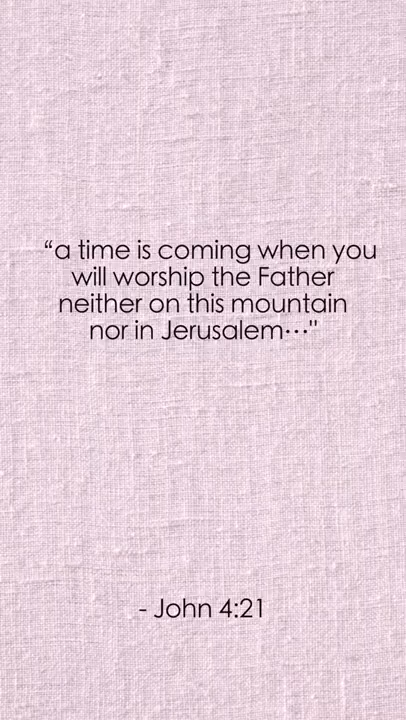 “a time is coming when you
will worship the Father
neither on this mountain
nor in Jerusalem···"
- John 4:21